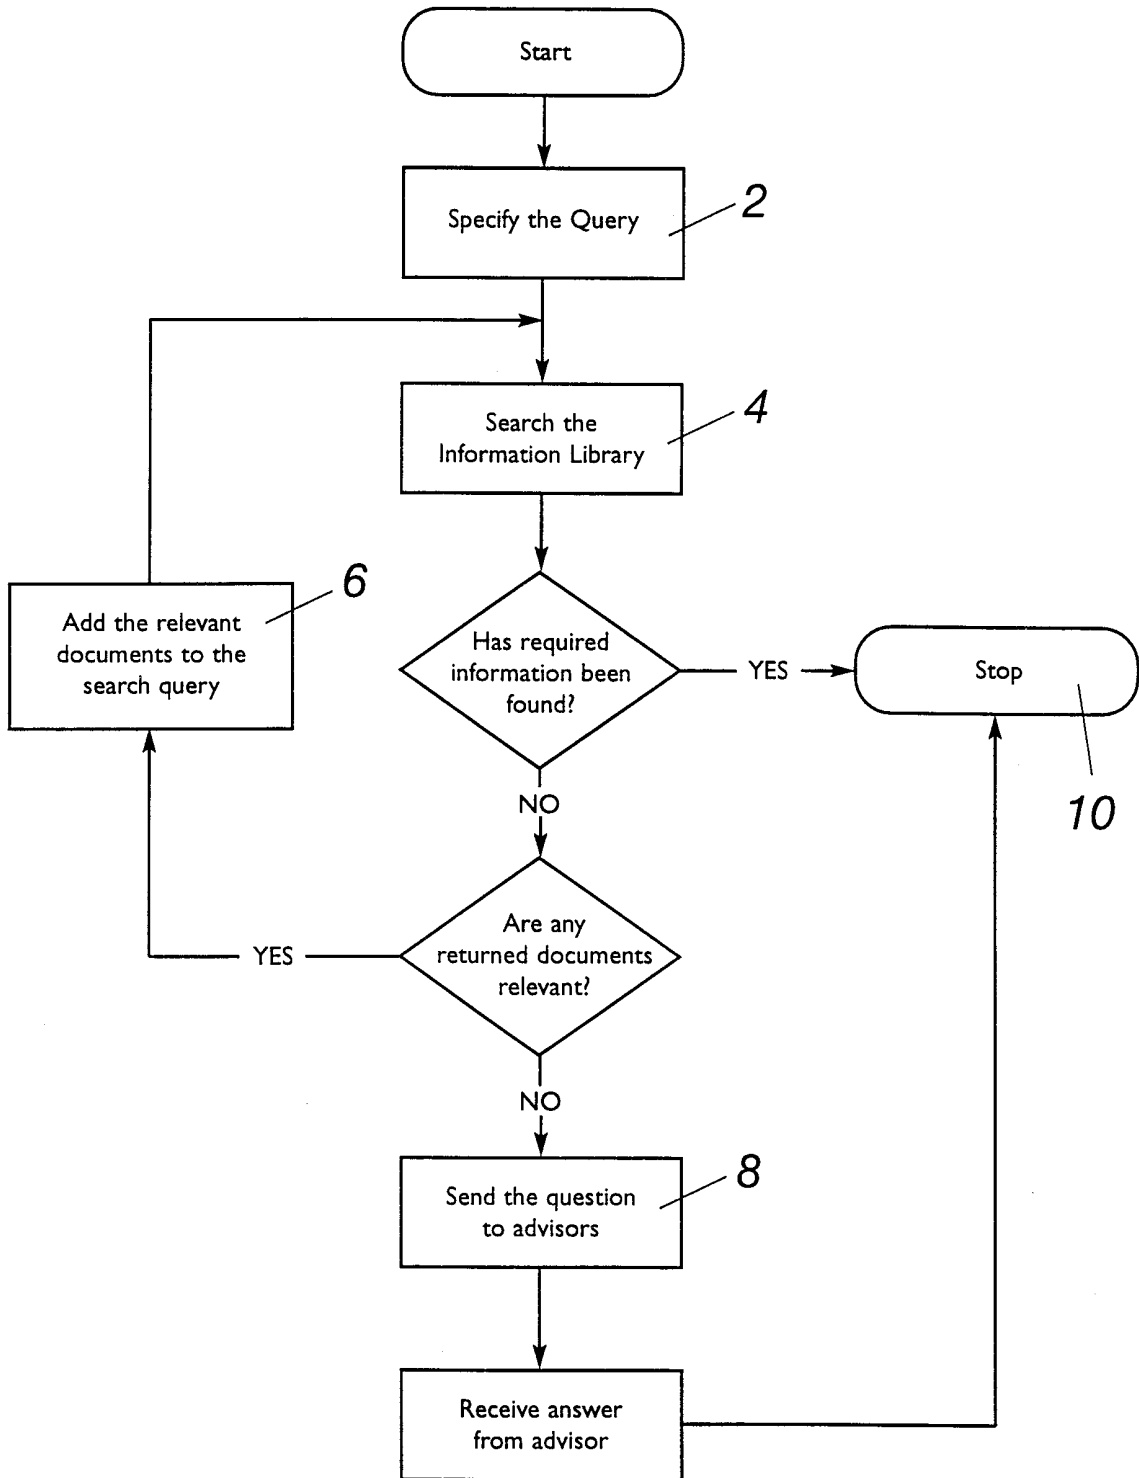 Start
Specify the Query
2
Search the
Information Library
4
Add the relevant
documents to the
search query
6
Has required
information been
found?
YES
Stop
10
NO
Are any
returned documents
relevant?
YES
NO
Send the question
to advisors
8
Receive answer
from advisor